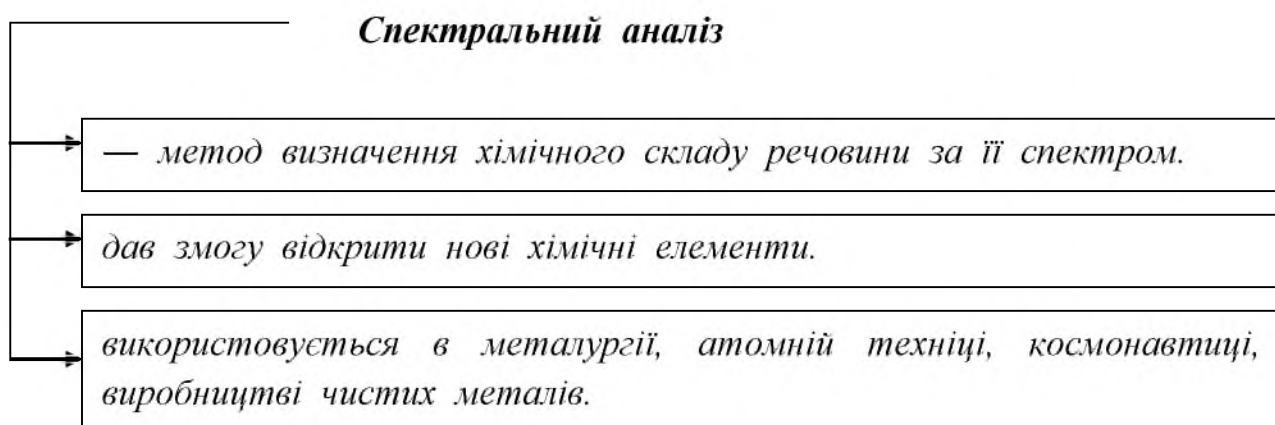 Спектральний аналіз
— метод визначення хімічного складу речовини за її спектром.
дав змогу відкрити нові хімічні елементи.
використовується в металургії, атомній техніці, космонавтиці,
виробництві чистих металів.